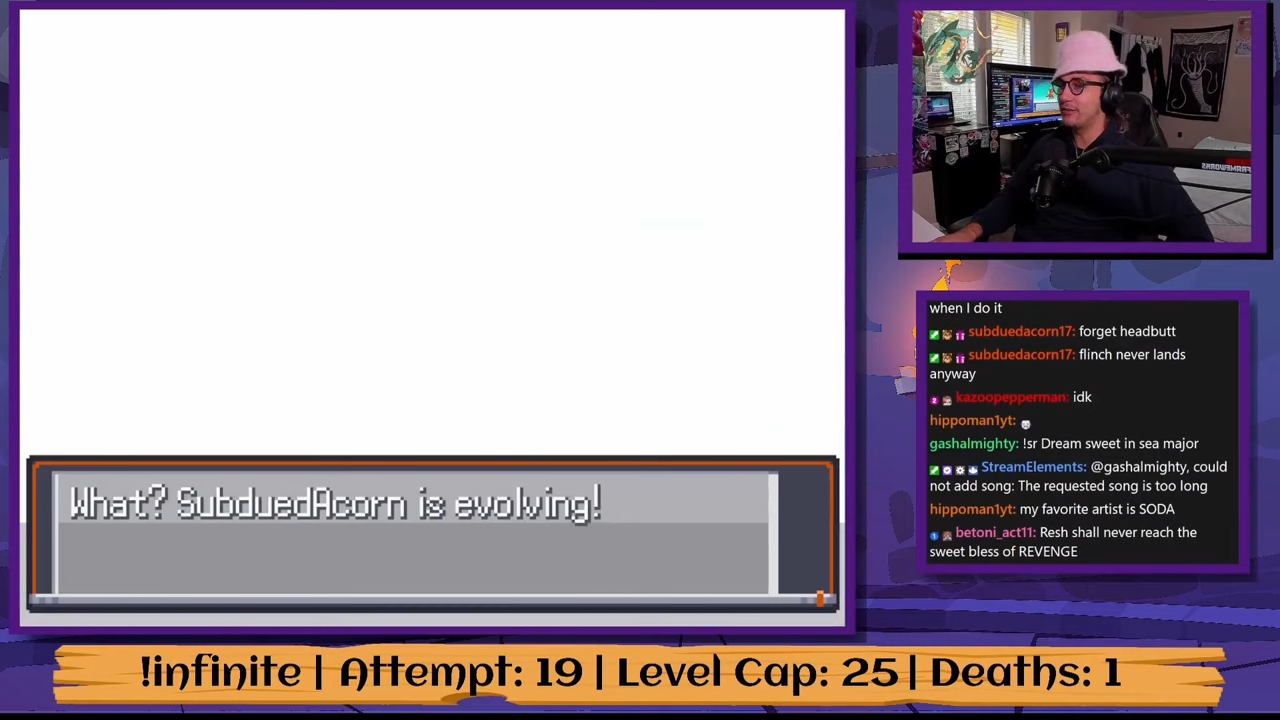 What? SubduedAcorn is evolving!
when I do it
subduedacorn17: forget headbutt
subduedacorn17: flinch never lands
anyway
kazoopepperman: idk
hippoman1yt:
gashalmighty: !sr Dream sweet in sea major
StreamElements: @gashalmighty, could
not add song: The requested song is too long
hippoman1yt: my favorite artist is SODA
betoni_act11: Resh shall never reach the
sweet bless of REVENGE
!infinite | Attempt: 19 | Level Cap: 25 | Deaths: 1